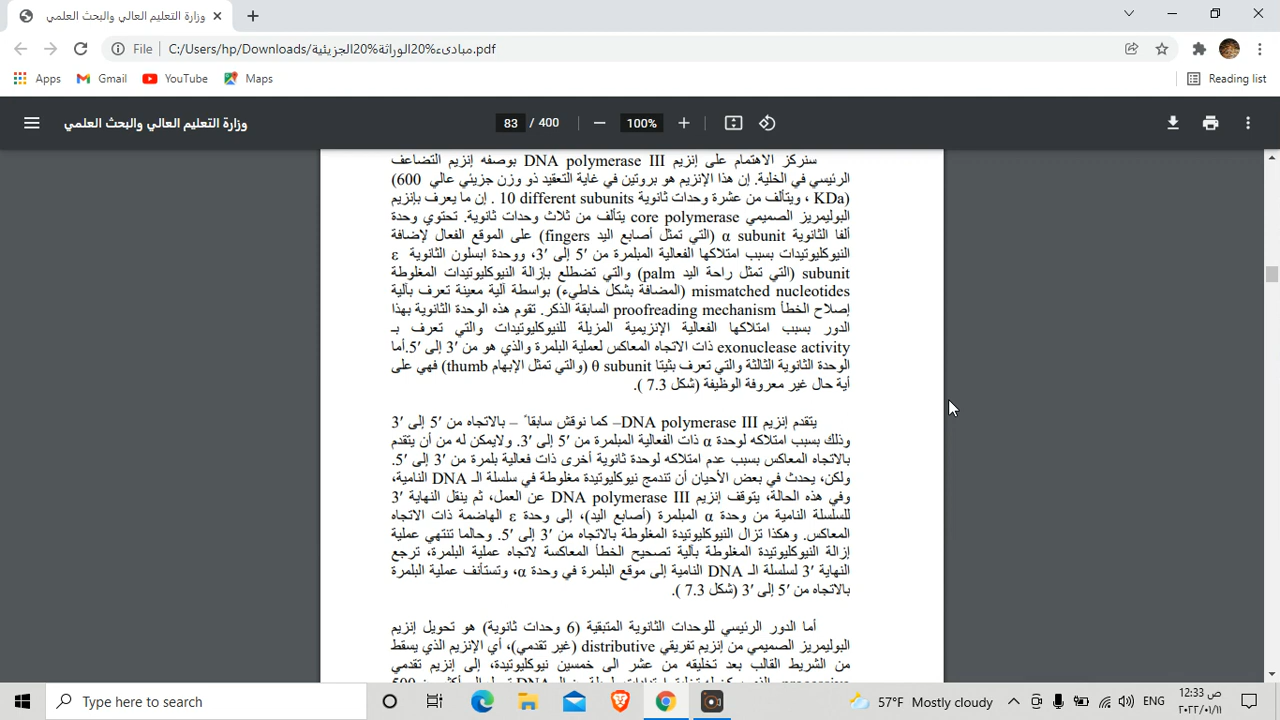 وزارة التعليم العالي والبحث العلمي
File C:/Users/hp/Downloads/مبادىء%20الوراثة%20الجزيئية.pdf
Apps Gmail YouTube Maps Reading list
وزارة التعليم العالي والبحث العلمي 83 / 400 100%
سنركز الاهتمام على إنزيم DNA polymerase III بوصفه إنزيم التضاعف
الرئيسي في الخلية. إن هذا الإنزيم هو بروتين في غاية التعقيد ذو وزن جزيئي عالي 600)
(KDa ، ويتألف من عشرة وحدات ثانوية 10 different subunits . إن ما يعرف بإنزيم
البوليمريز الصميمي core polymerase يتألف من ثلاث وحدات ثانوية. تحتوي وحدة
ألفا الثانوية α subunit (التي تمثل أصابع اليد fingers) على الموقع الفعال لإضافة
النيوكليوتيدات بسبب امتلاكها الفعالية المبلمرة من ′5 إلى ′3، ووحدة ابسلون الثانوية ε
subunit (التي تمثل راحة اليد palm) والتي تضطلع بإزالة النيوكليوتيدات المغلوطة
mismatched nucleotides (المضافة بشكل خاطيء) بواسطة آلية معينة تعرف بآلية
إصلاح الخطأ proofreading mechanism السابقة الذكر. تقوم هذه الوحدة الثانوية بهذا
الدور بسبب امتلاكها الفعالية الإنزيمية المزيلة للنيوكليوتيدات والتي تعرف بـ
exonuclease activity ذات الاتجاه المعاكس لعملية البلمرة والذي هو من ′3 إلى ′5.أما
الوحدة الثانوية الثالثة والتي تعرف بثيتا θ subunit (والتي تمثل الإبهام thumb) فهي على
أية حال غير معروفة الوظيفة (شكل 7.3 ).
يتقدم إنزيم DNA polymerase III– كما نوقش سابقاً – بالاتجاه من ′5 إلى ′3
وذلك بسبب امتلاكه لوحدة α ذات الفعالية المبلمرة من ′5 إلى ′3. ولايمكن له من أن يتقدم
بالاتجاه المعاكس بسبب عدم امتلاكه لوحدة ثانوية أخرى ذات فعالية بلمرة من ′3 إلى ′5.
ولكن، يحدث في بعض الأحيان أن تندمج نيوكليوتيدة مغلوطة في سلسلة الـ DNA النامية،
وفي هذه الحالة، يتوقف إنزيم DNA polymerase III عن العمل، ثم ينقل النهاية ′3
للسلسلة النامية من وحدة α المبلمرة (أصابع اليد)، إلى وحدة ε الهاضمة ذات الاتجاه
المعاكس. وهكذا تزال النيوكليوتيدة المغلوطة بالاتجاه من ′3 إلى ′5. وحالما تنتهي عملية
إزالة النيوكليوتيدة المغلوطة بآلية تصحيح الخطأ المعاكسة لاتجاه عملية البلمرة، ترجع
النهاية ′3 لسلسلة الـ DNA النامية إلى موقع البلمرة في وحدة α، وتستأنف عملية البلمرة
بالاتجاه من ′5 إلى ′3 (شكل 7.3 ).
أما الدور الرئيسي للوحدات الثانوية المتبقية (6 وحدات ثانوية) هو تحويل إنزيم
البوليمريز الصميمي من إنزيم تفريقي distributive (غير تقدمي)، أي الإنزيم الذي يسقط
من الشريط القالب بعد تخليقه من عشر الى خمسين نيوكليوتيدة، إلى إنزيم تقدمي
Type here to search 57°F Mostly cloudy ENG 12:33 ص
٢٠٢٢/٠١/١١